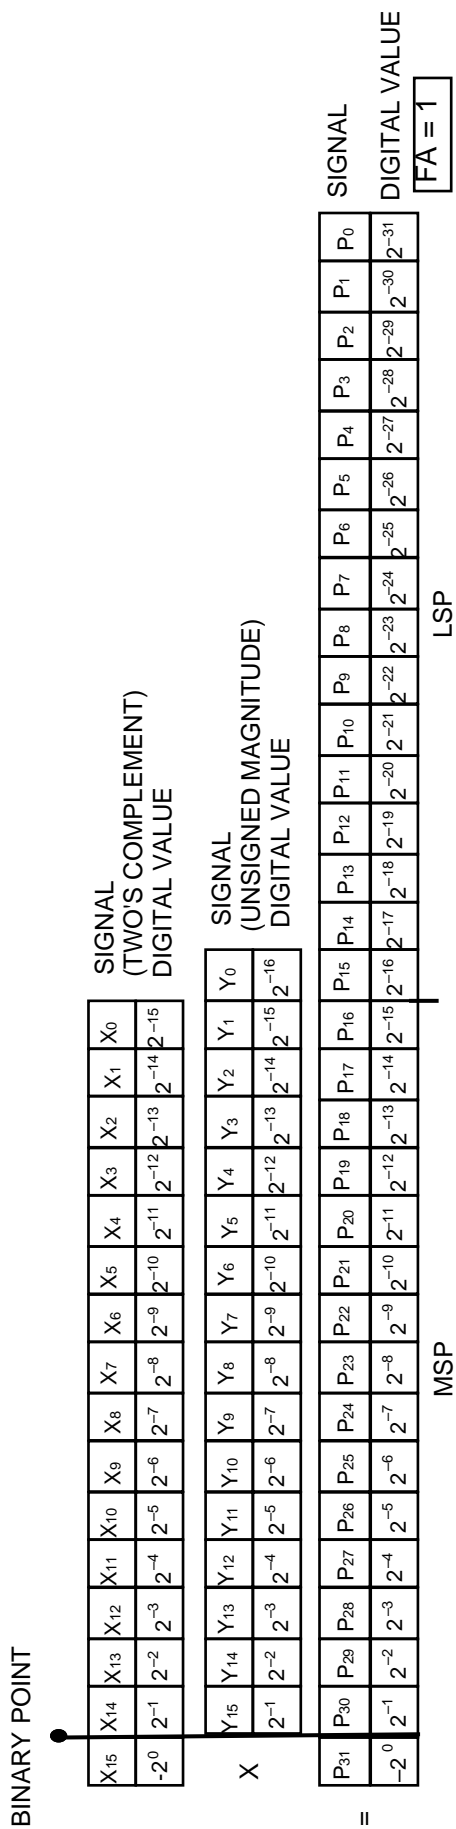 BINARY POINT
X15 X14 X13 X12 X11 X10 X9 X8 X7 X6 X5 X4 X3 X2 X1 X0 SIGNAL
(TWO'S COMPLEMENT)
-2⁰ 2⁻¹ 2⁻² 2⁻³ 2⁻⁴ 2⁻⁵ 2⁻⁶ 2⁻⁷ 2⁻⁸ 2⁻⁹ 2⁻¹⁰ 2⁻¹¹ 2⁻¹² 2⁻¹³ 2⁻¹⁴ 2⁻¹⁵ DIGITAL VALUE
Y15 Y14 Y13 Y12 Y11 Y10 Y9 Y8 Y7 Y6 Y5 Y4 Y3 Y2 Y1 Y0 SIGNAL
X (UNSIGNED MAGNITUDE)
2⁻¹ 2⁻² 2⁻³ 2⁻⁴ 2⁻⁵ 2⁻⁶ 2⁻⁷ 2⁻⁸ 2⁻⁹ 2⁻¹⁰ 2⁻¹¹ 2⁻¹² 2⁻¹³ 2⁻¹⁴ 2⁻¹⁵ 2⁻¹⁶ DIGITAL VALUE
P31 P30 P29 P28 P27 P26 P25 P24 P23 P22 P21 P20 P19 P18 P17 P16 P15 P14 P13 P12 P11 P10 P9 P8 P7 P6 P5 P4 P3 P2 P1 P0 SIGNAL
= −2⁰ 2⁻¹ 2⁻² 2⁻³ 2⁻⁴ 2⁻⁵ 2⁻⁶ 2⁻⁷ 2⁻⁸ 2⁻⁹ 2⁻¹⁰ 2⁻¹¹ 2⁻¹² 2⁻¹³ 2⁻¹⁴ 2⁻¹⁵ 2⁻¹⁶ 2⁻¹⁷ 2⁻¹⁸ 2⁻¹⁹ 2⁻²⁰ 2⁻²¹ 2⁻²² 2⁻²³ 2⁻²⁴ 2⁻²⁵ 2⁻²⁶ 2⁻²⁷ 2⁻²⁸ 2⁻²⁹ 2⁻³⁰ 2⁻³¹ DIGITAL VALUE
MSP LSP FA = 1